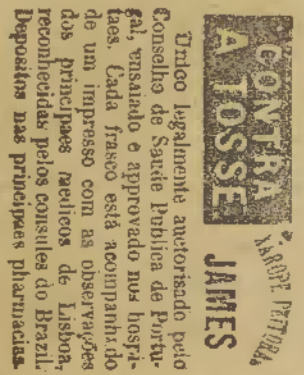 CONTRA
A TOSSE
XAROPE PEITORAL
JAMES
Unico legalmente auctorisado pelo
Conselho de Saude Publica de Portu-
gal, ensaiado e approvado nos hospi-
taes. Cada frasco está acompanhado
de um impresso com as observações
dos principaes medicos de Lisboa,
reconhecidas pelos consules do Brazil.
Depositos nas principaes pharmacias.